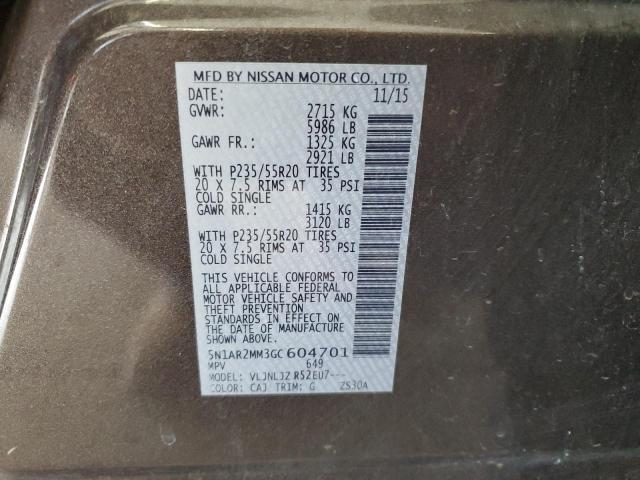 MFD BY NISSAN MOTOR CO., LTD.
DATE: 11/15
GVWR: 2715 KG
5986 LB
GAWR FR.: 1325 KG
2921 LB
WITH P235/55R20 TIRES
20 X 7.5 RIMS AT 35 PSI
COLD SINGLE
GAWR RR.: 1415 KG
3120 LB
WITH P235/55R20 TIRES
20 X 7.5 RIMS AT 35 PSI
COLD SINGLE
THIS VEHICLE CONFORMS TO
ALL APPLICABLE FEDERAL
MOTOR VEHICLE SAFETY AND
THEFT PREVENTION
STANDARDS IN EFFECT ON
THE DATE OF MANUFACTURE
SHOWN ABOVE.
5N1AR2MM3GC604701
MPV 649
MODEL: VLJNLJZ R52EU7---
COLOR: CAJ TRIM: G ZS30A